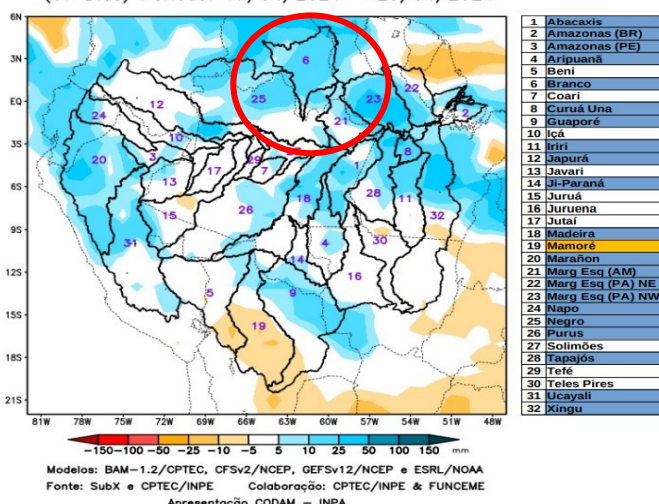 6N
3N
EQ
3S
6S
9S
12S
15S
18S
21S
81W 78W 75W 72W 69W 66W 63W 60W 57W 54W 51W 48W
6
25
23
22
21
2
12
24
10
3
20
13
17
29
7
1
8
18
28
11
32
15
26
31
4
30
14
9
16
5
19
1 Abacaxis
2 Amazonas (BR)
3 Amazonas (PE)
4 Aripuanã
5 Beni
6 Branco
7 Coari
8 Curuá Una
9 Guaporé
10 Içá
11 Iriri
12 Japurá
13 Javari
14 Ji-Paraná
15 Juruá
16 Juruena
17 Jutaí
18 Madeira
19 Mamoré
20 Marañon
21 Marg Esq (AM)
22 Marg Esq (PA) NE
23 Marg Esq (PA) NW
24 Napo
25 Negro
26 Purus
27 Solimões
28 Tapajós
29 Tefé
30 Teles Pires
31 Ucayali
32 Xingu
-150 -100 -50 -25 -10 -5 5 10 25 50 100 150 mm
Modelos: BAM-1.2/CPTEC, CFSv2/NCEP, GEFSv12/NCEP e ESRL/NOAA
Fonte: SubX e CPTEC/INPE Colaboração: CPTEC/INPE & FUNCEME
Apresentação CODAM - INPA